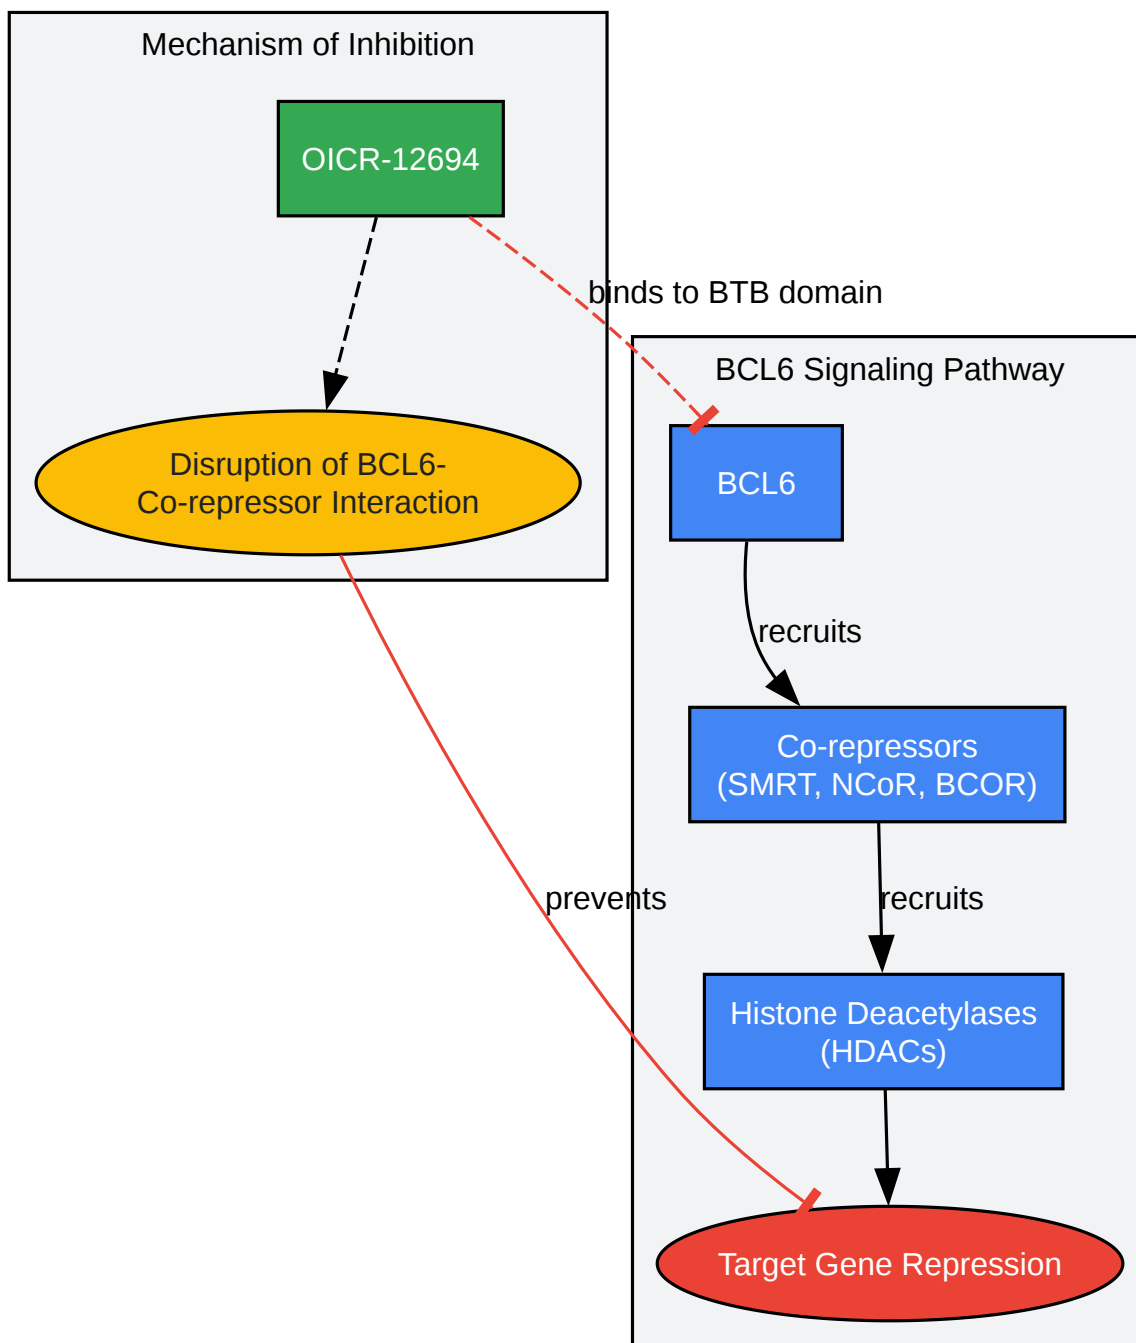 Mechanism of Inhibition
OICR-12694
binds to BTB domain
Disruption of BCL6-
Co-repressor Interaction
BCL6 Signaling Pathway
BCL6
recruits
Co-repressors
(SMRT, NCoR, BCOR)
prevents
recruits
Histone Deacetylases
(HDACs)
Target Gene Repression